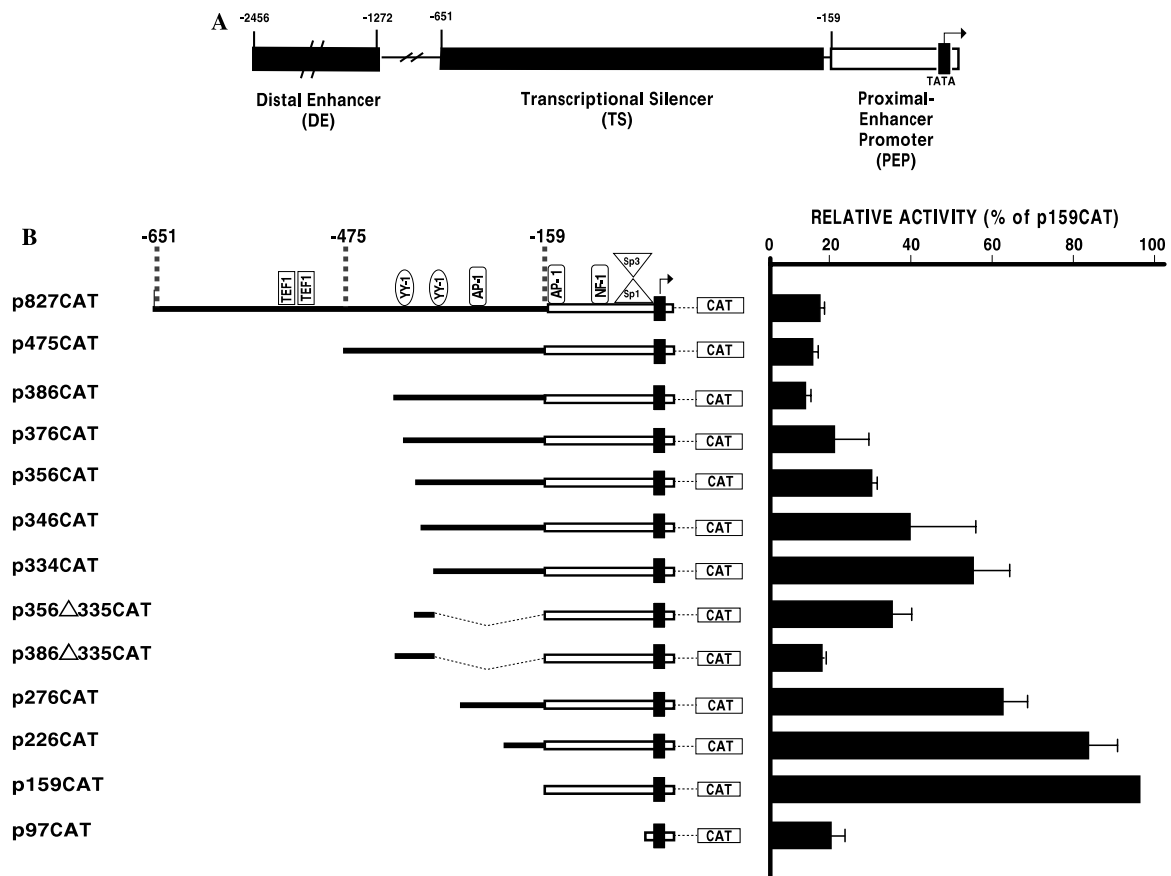 A
-2456 -1272 -651 -159
TATA
Distal Enhancer
(DE)
Transcriptional Silencer
(TS)
Proximal-
Enhancer
Promoter
(PEP)
B
-651 -475 -159
RELATIVE ACTIVITY (% of p159CAT)
0 20 40 60 80 100
TEF1 TEF1 YY-1 YY-1 AP-1 AP-1 NF-1 Sp3
Sp1
p827CAT CAT
p475CAT CAT
p386CAT CAT
p376CAT CAT
p356CAT CAT
p346CAT CAT
p334CAT CAT
p356△335CAT CAT
p386△335CAT CAT
p276CAT CAT
p226CAT CAT
p159CAT CAT
p97CAT CAT